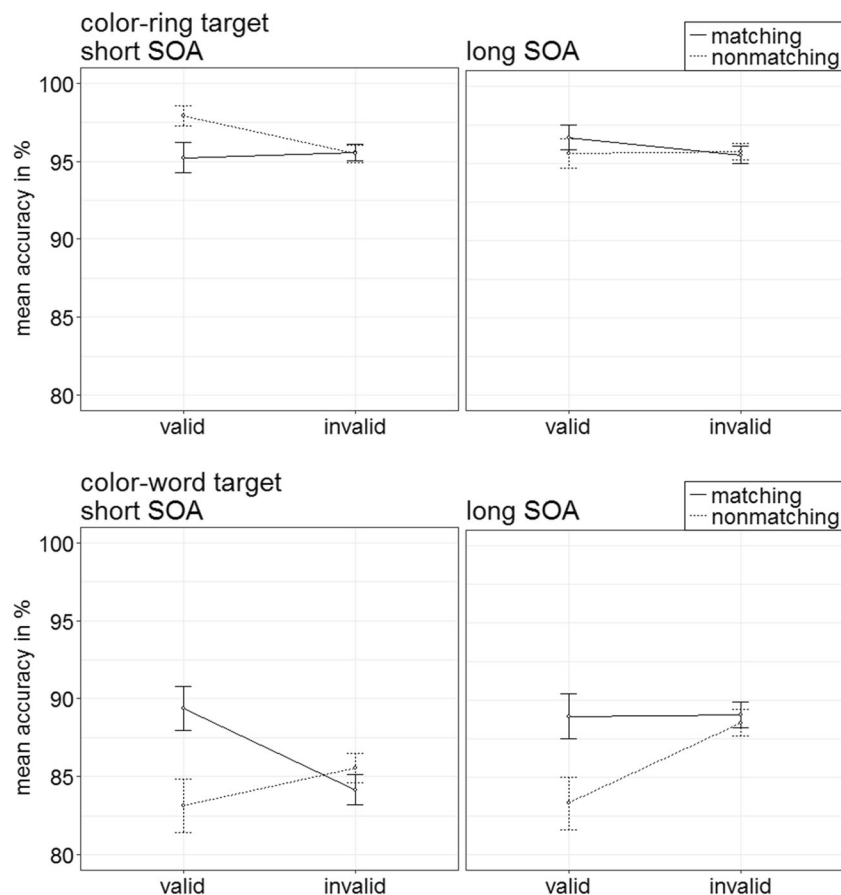 color-ring target
short SOA
long SOA
matching
nonmatching
100
95
90
85
80
mean accuracy in %
valid
invalid
valid
invalid
color-word target
short SOA
long SOA
matching
nonmatching
100
95
90
85
80
mean accuracy in %
valid
invalid
valid
invalid